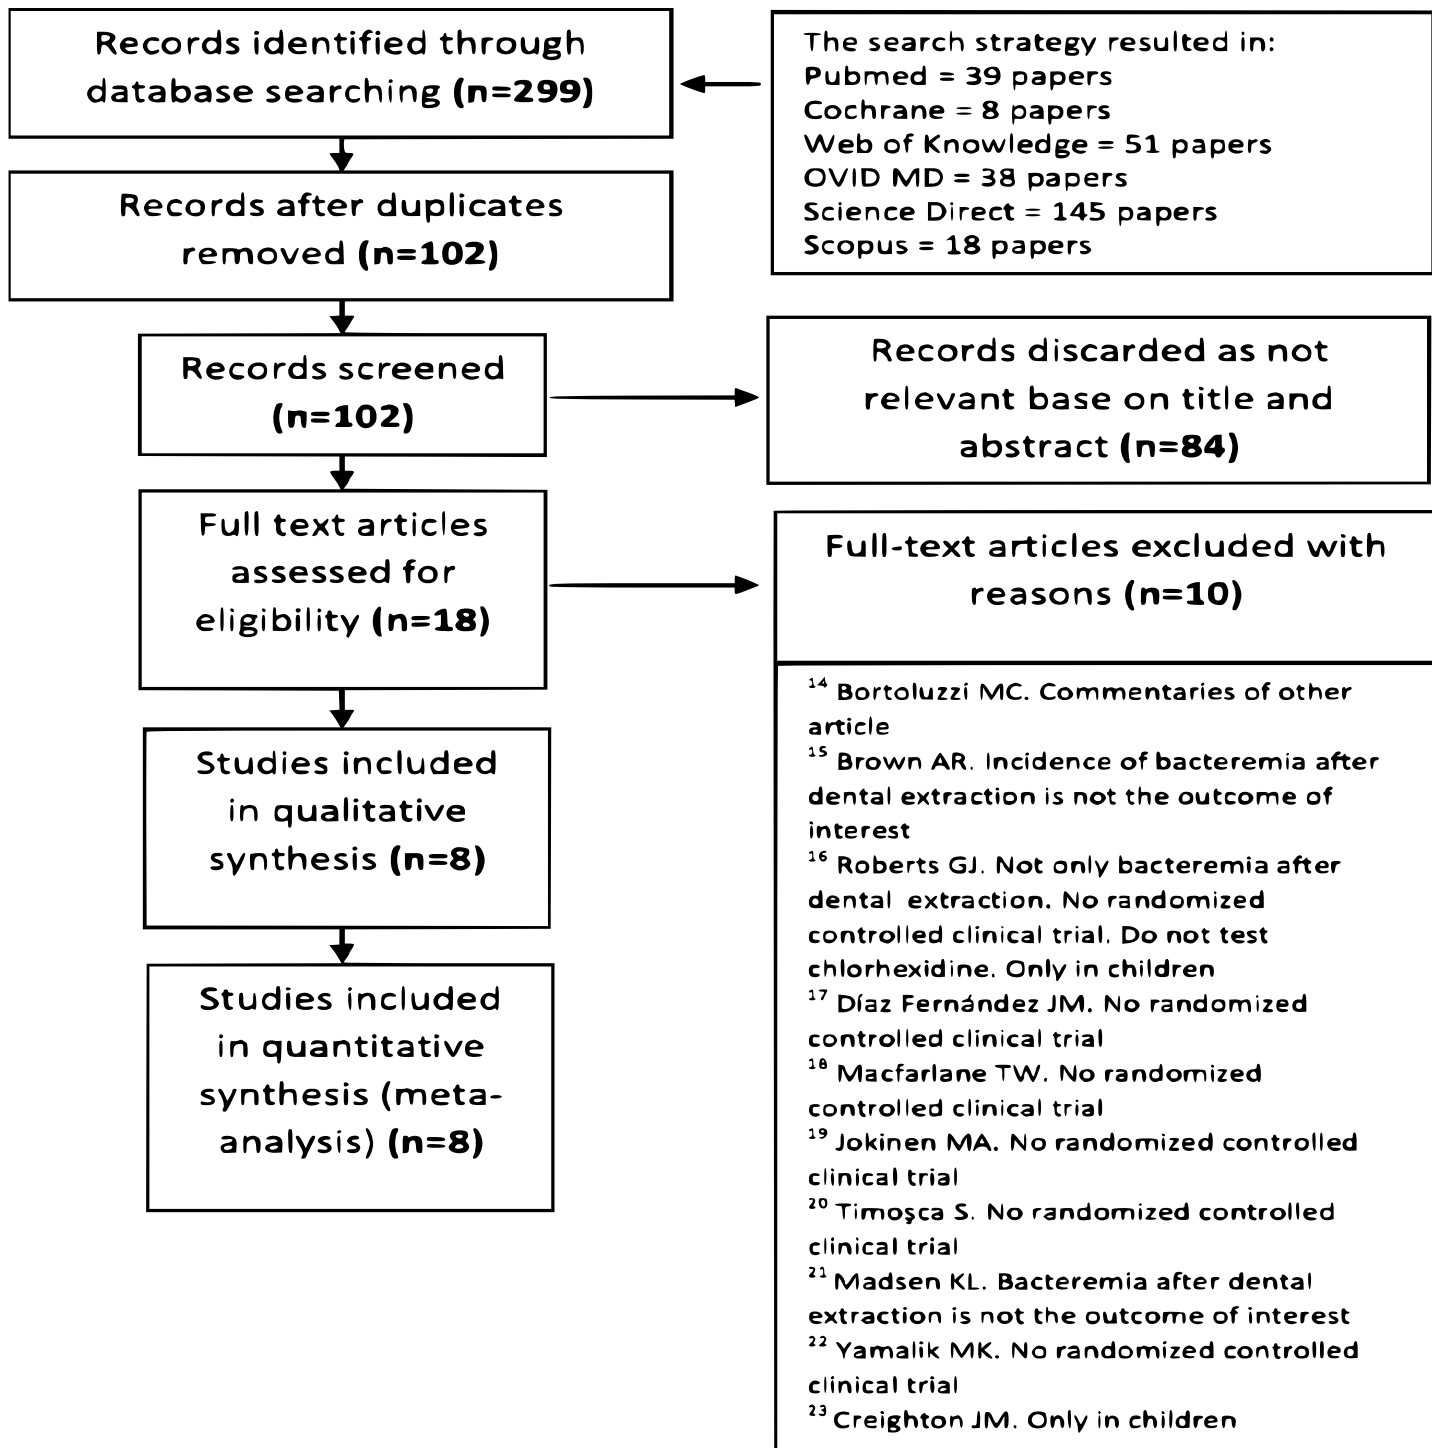 Records identified through
database searching (n=299)
The search strategy resulted in:
Pubmed = 39 papers
Cochrane = 8 papers
Web of Knowledge = 51 papers
OVID MD = 38 papers
Science Direct = 145 papers
Scopus = 18 papers
Records after duplicates
removed (n=102)
Records screened
(n=102)
Records discarded as not
relevant base on title and
abstract (n=84)
Full text articles
assessed for
eligibility (n=18)
Full-text articles excluded with
reasons (n=10)
14 Bortoluzzi MC. Commentaries of other
article
15 Brown AR. Incidence of bacteremia after
dental extraction is not the outcome of
interest
16 Roberts GJ. Not only bacteremia after
dental extraction. No randomized
controlled clinical trial. Do not test
chlorhexidine. Only in children
17 Díaz Fernández JM. No randomized
controlled clinical trial
18 Macfarlane TW. No randomized
controlled clinical trial
19 Jokinen MA. No randomized controlled
clinical trial
20 Timoşca S. No randomized controlled
clinical trial
21 Madsen KL. Bacteremia after dental
extraction is not the outcome of interest
22 Yamalik MK. No randomized controlled
clinical trial
23 Creighton JM. Only in children
Studies included
in qualitative
synthesis (n=8)
Studies included
in quantitative
synthesis (meta-
analysis) (n=8)